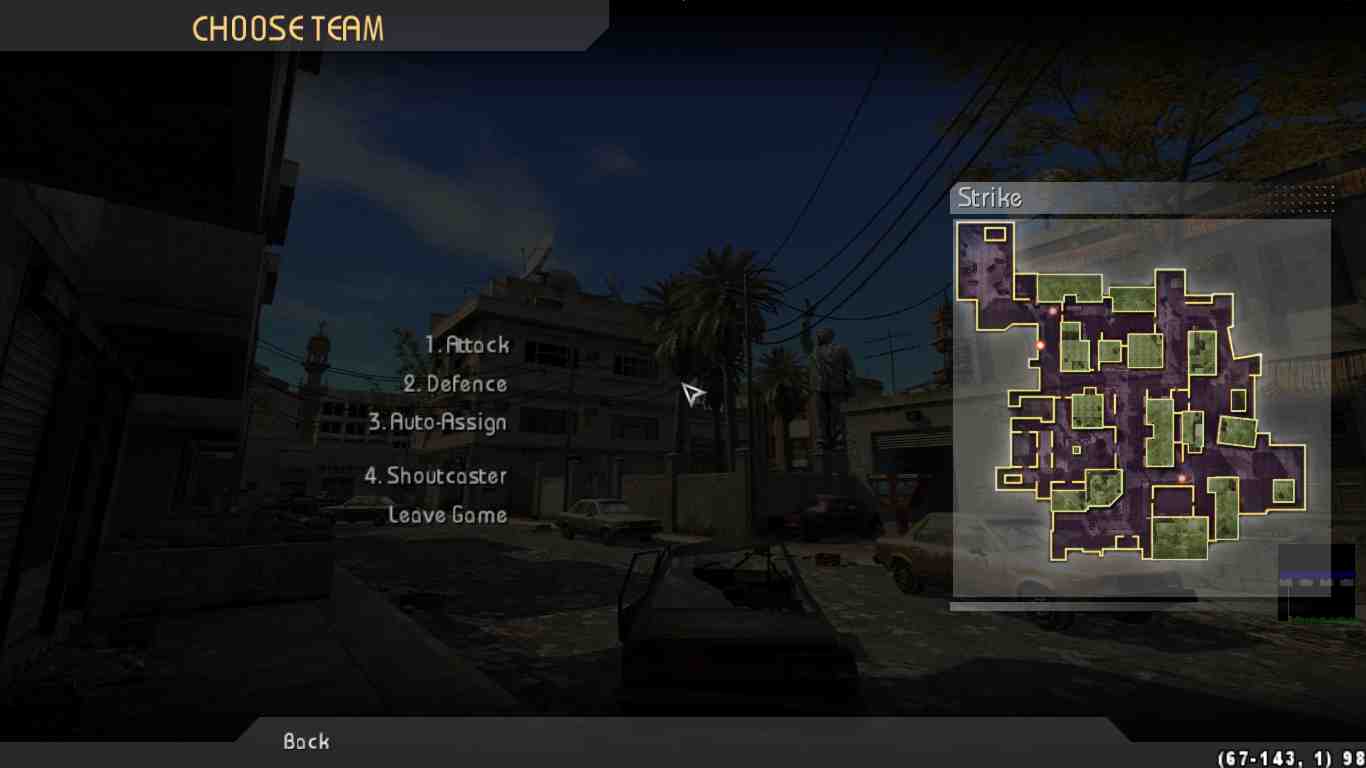 CHOOSE TEAM
Strike
1. Attack
2. Defence
3. Auto-Assign
4. Shoutcaster
Leave Game
Back
(67-143, 1) 98